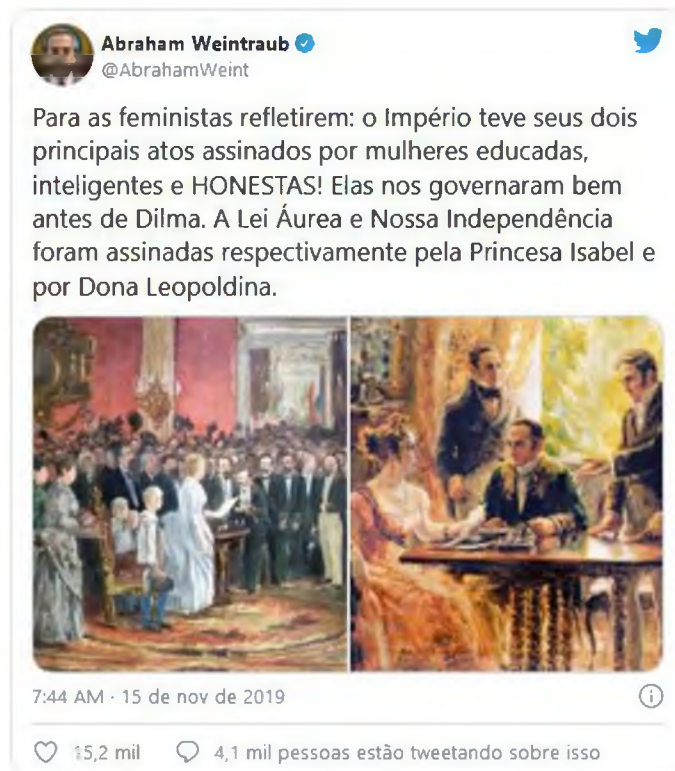 Abraham Weintraub
@AbrahamWeint
Para as feministas refletirem: o Império teve seus dois
principais atos assinados por mulheres educadas,
inteligentes e HONESTAS! Elas nos governaram bem
antes de Dilma. A Lei Áurea e Nossa Independência
foram assinadas respectivamente pela Princesa Isabel e
por Dona Leopoldina.
7:44 AM · 15 de nov de 2019
15,2 mil 4,1 mil pessoas estão tweetando sobre isso